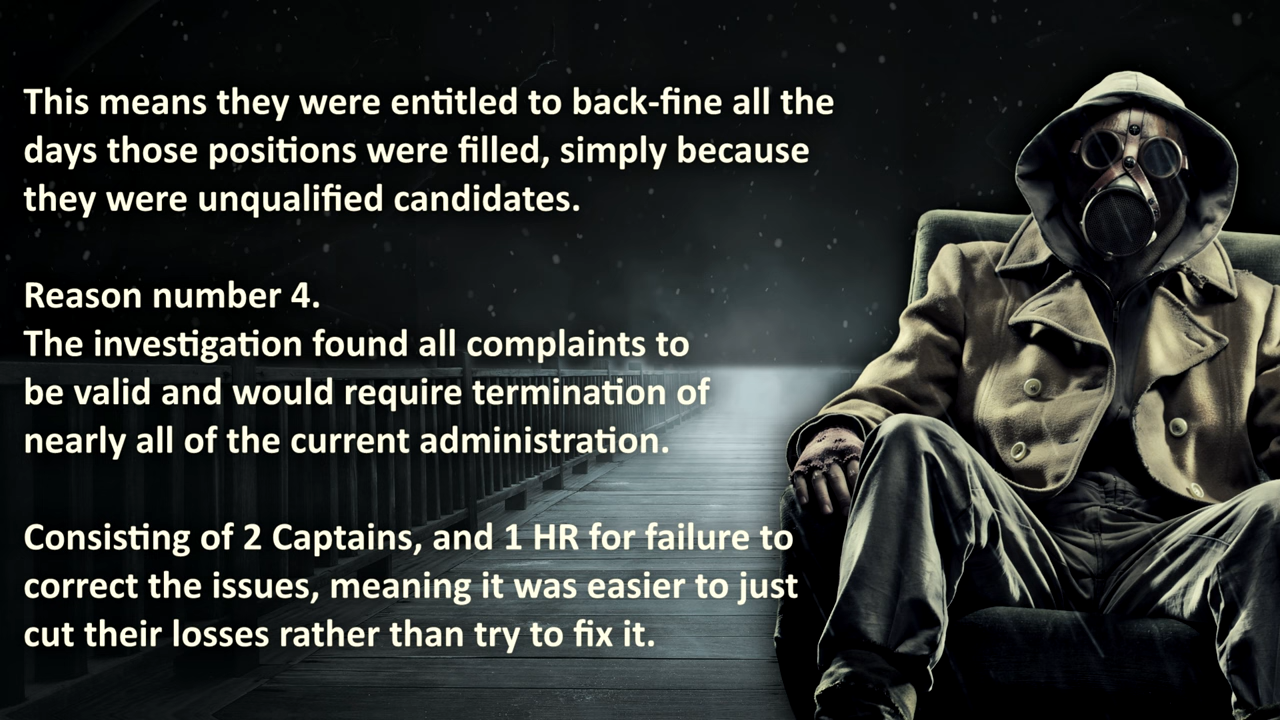 This means they were entitled to back-fine all the
days those positions were filled, simply because
they were unqualified candidates.
Reason number 4.
The investigation found all complaints to
be valid and would require termination of
nearly all of the current administration.
Consisting of 2 Captains, and 1 HR for failure to
correct the issues, meaning it was easier to just
cut their losses rather than try to fix it.